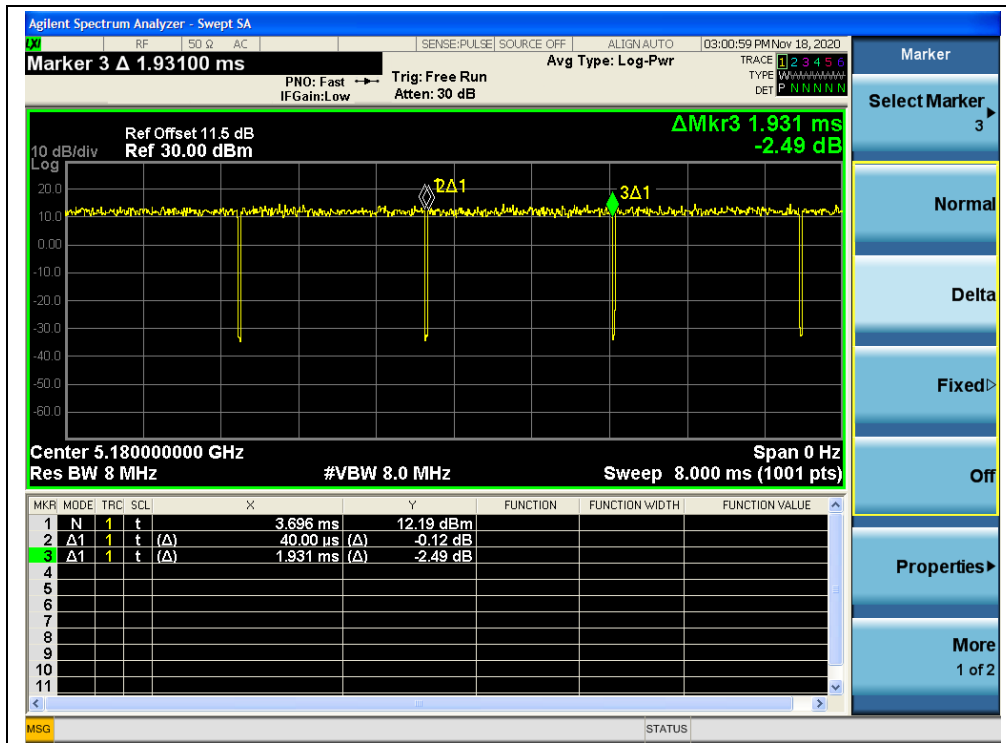 Agilent Spectrum Analyzer - Swept SA
LXI RF 50 Ω AC SENSE:PULSE SOURCE OFF ALIGN AUTO 03:00:59 PM Nov 18, 2020
Marker 3 Δ 1.93100 ms
PNO: Fast
IFGain:Low
Trig: Free Run
Atten: 30 dB
Avg Type: Log-Pwr
TRACE 1 2 3 4 5 6
TYPE
DET P N N N N N
ΔMkr3 1.931 ms
-2.49 dB
Ref Offset 11.5 dB
10 dB/div Ref 30.00 dBm
Log
20.0
10.0
0.00
-10.0
-20.0
-30.0
-40.0
-50.0
-60.0
2Δ1
3Δ1
Center 5.180000000 GHz Span 0 Hz
Res BW 8 MHz #VBW 8.0 MHz Sweep 8.000 ms (1001 pts)
MKR MODE TRC SCL X Y FUNCTION FUNCTION WIDTH FUNCTION VALUE
1 N 1 t 3.696 ms 12.19 dBm
2 Δ1 1 t (Δ) 40.00 µs (Δ) -0.12 dB
3 Δ1 1 t (Δ) 1.931 ms (Δ) -2.49 dB
4
5
6
7
8
9
10
11
MSG STATUS
Marker
Select Marker
3
Normal
Delta
Fixed
Off
Properties
More
1 of 2